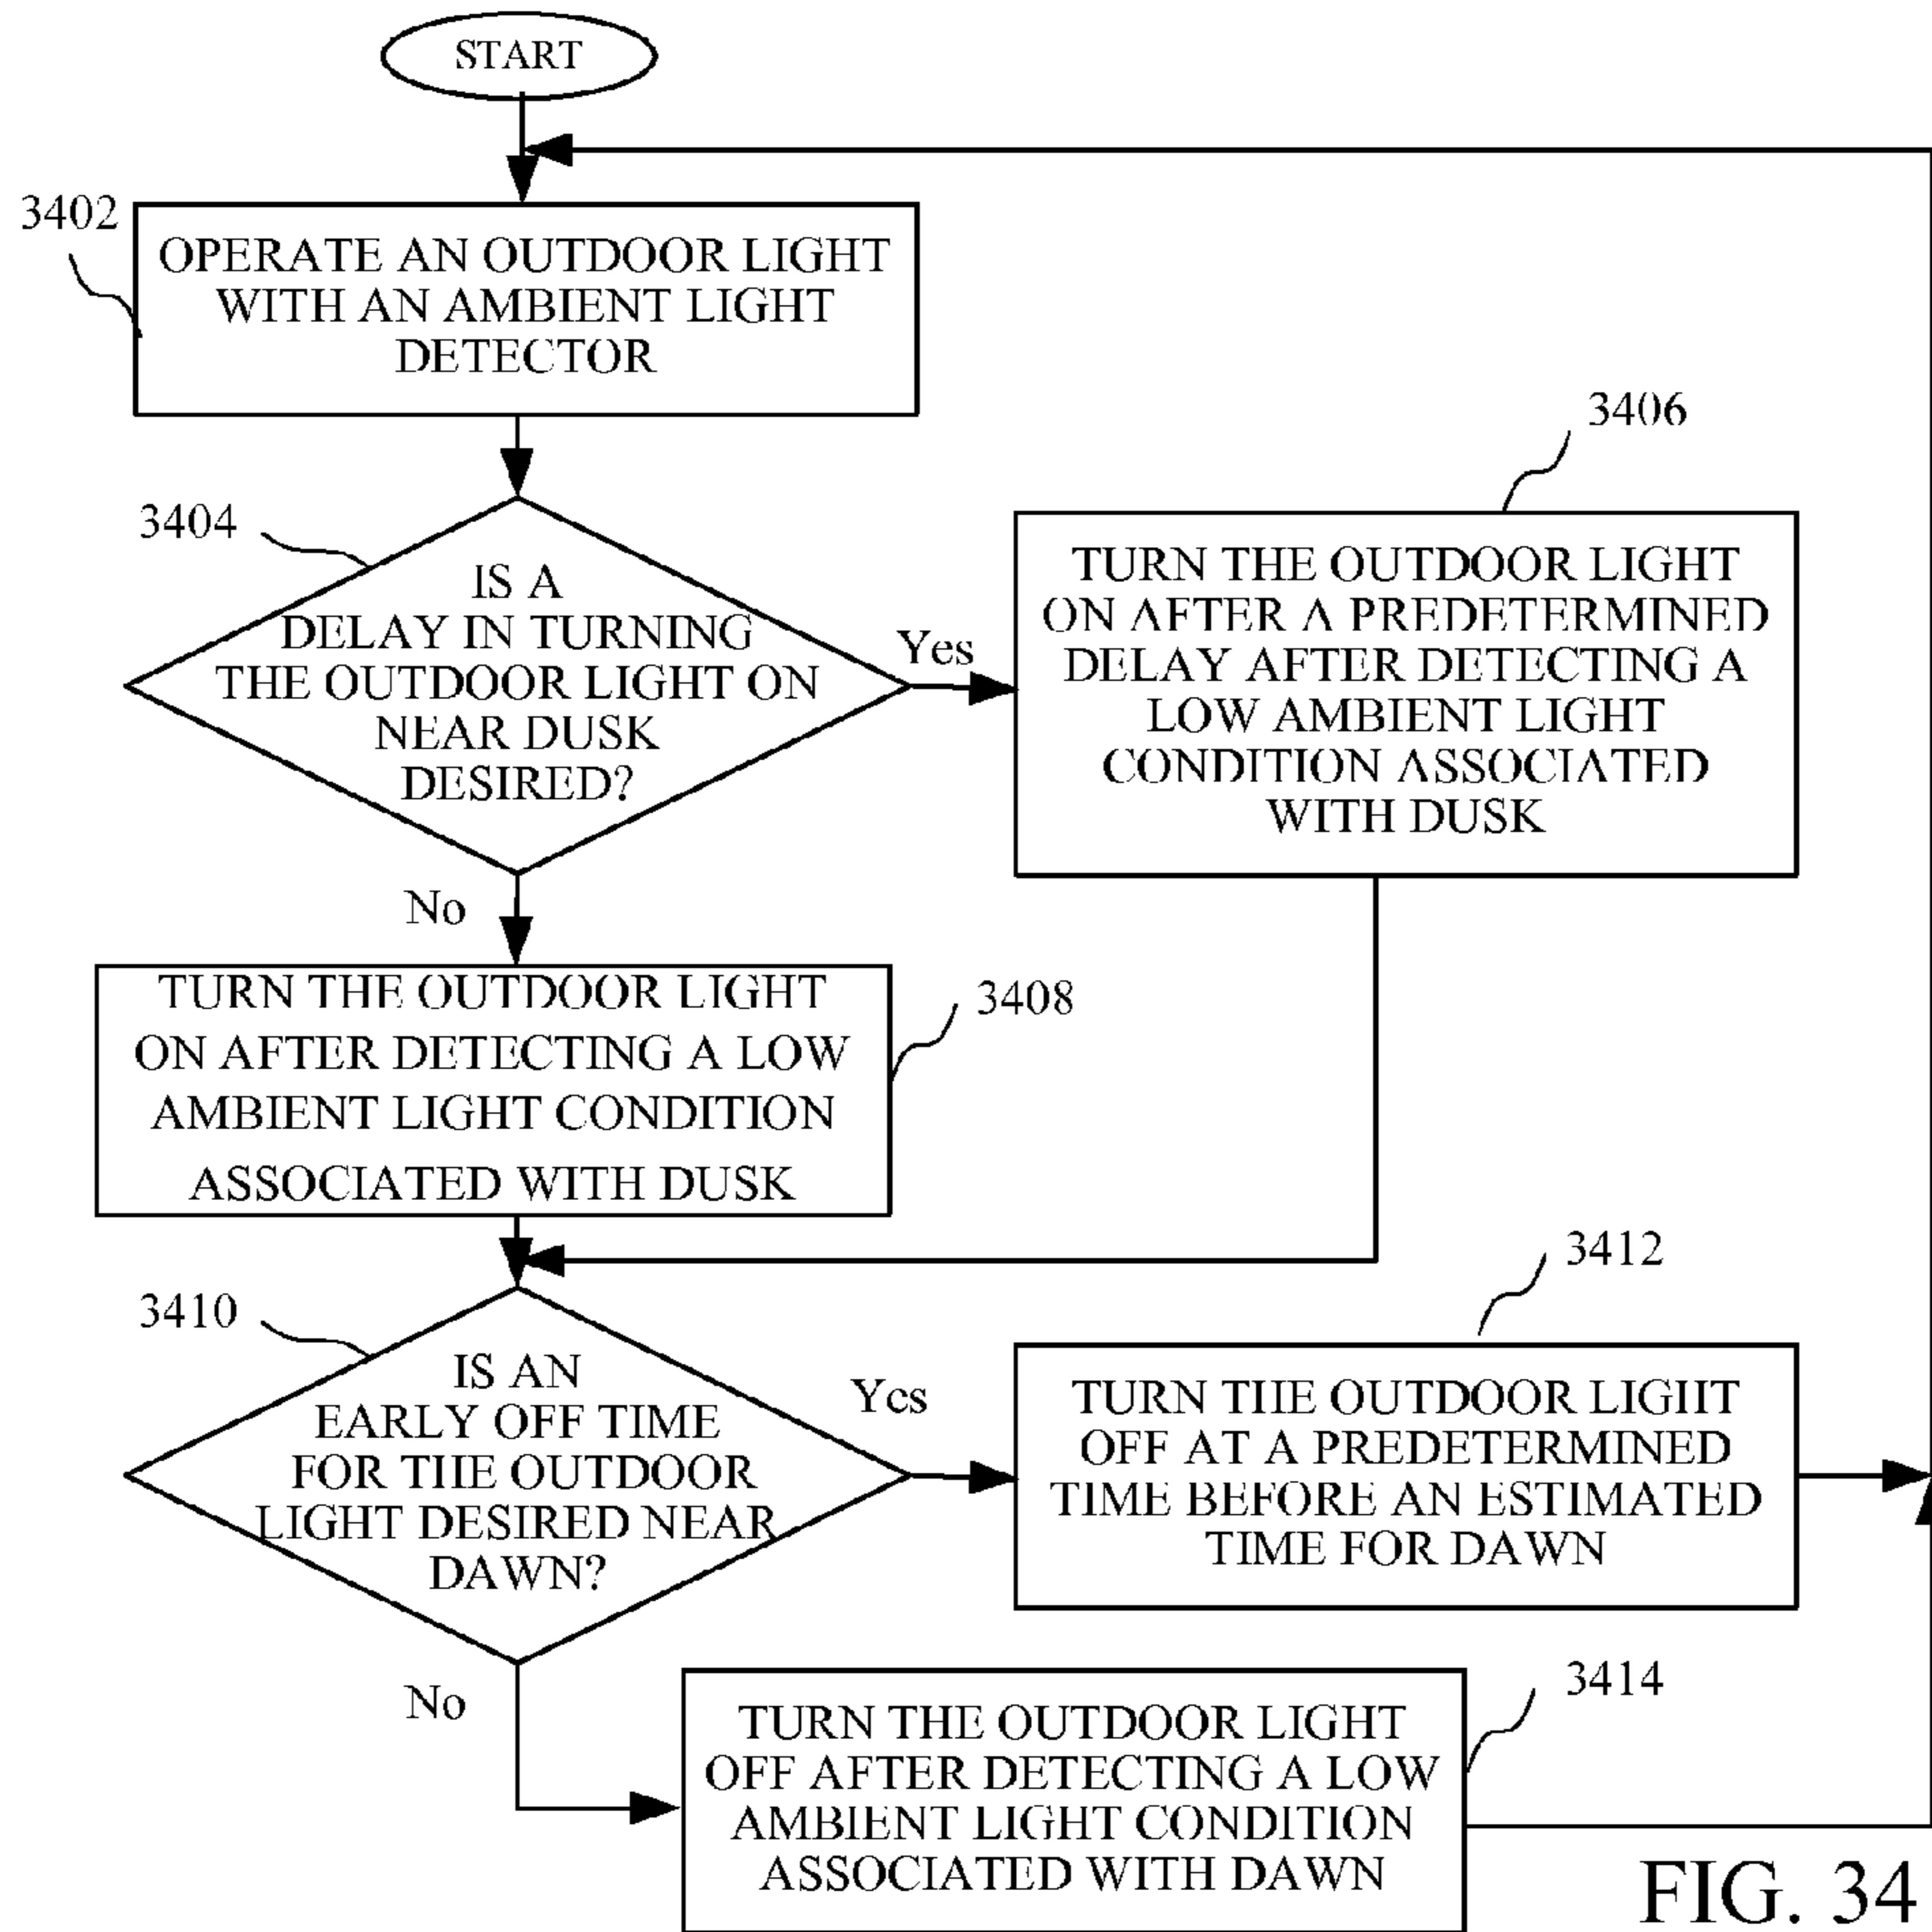 START
3402
OPERATE AN OUTDOOR LIGHT
WITH AN AMBIENT LIGHT
DETECTOR
3404
IS A
DELAY IN TURNING
THE OUTDOOR LIGHT ON
NEAR DUSK
DESIRED?
Yes
3406
TURN THE OUTDOOR LIGHT
ON AFTER A PREDETERMINED
DELAY AFTER DETECTING A
LOW AMBIENT LIGHT
CONDITION ASSOCIATED
WITH DUSK
No
TURN THE OUTDOOR LIGHT
ON AFTER DETECTING A LOW
AMBIENT LIGHT CONDITION
ASSOCIATED WITH DUSK
3408
3410
IS AN
EARLY OFF TIME
FOR THE OUTDOOR
LIGHT DESIRED NEAR
DAWN?
Yes
3412
TURN THE OUTDOOR LIGHT
OFF AT A PREDETERMINED
TIME BEFORE AN ESTIMATED
TIME FOR DAWN
No
3414
TURN THE OUTDOOR LIGHT
OFF AFTER DETECTING A LOW
AMBIENT LIGHT CONDITION
ASSOCIATED WITH DAWN
FIG. 34